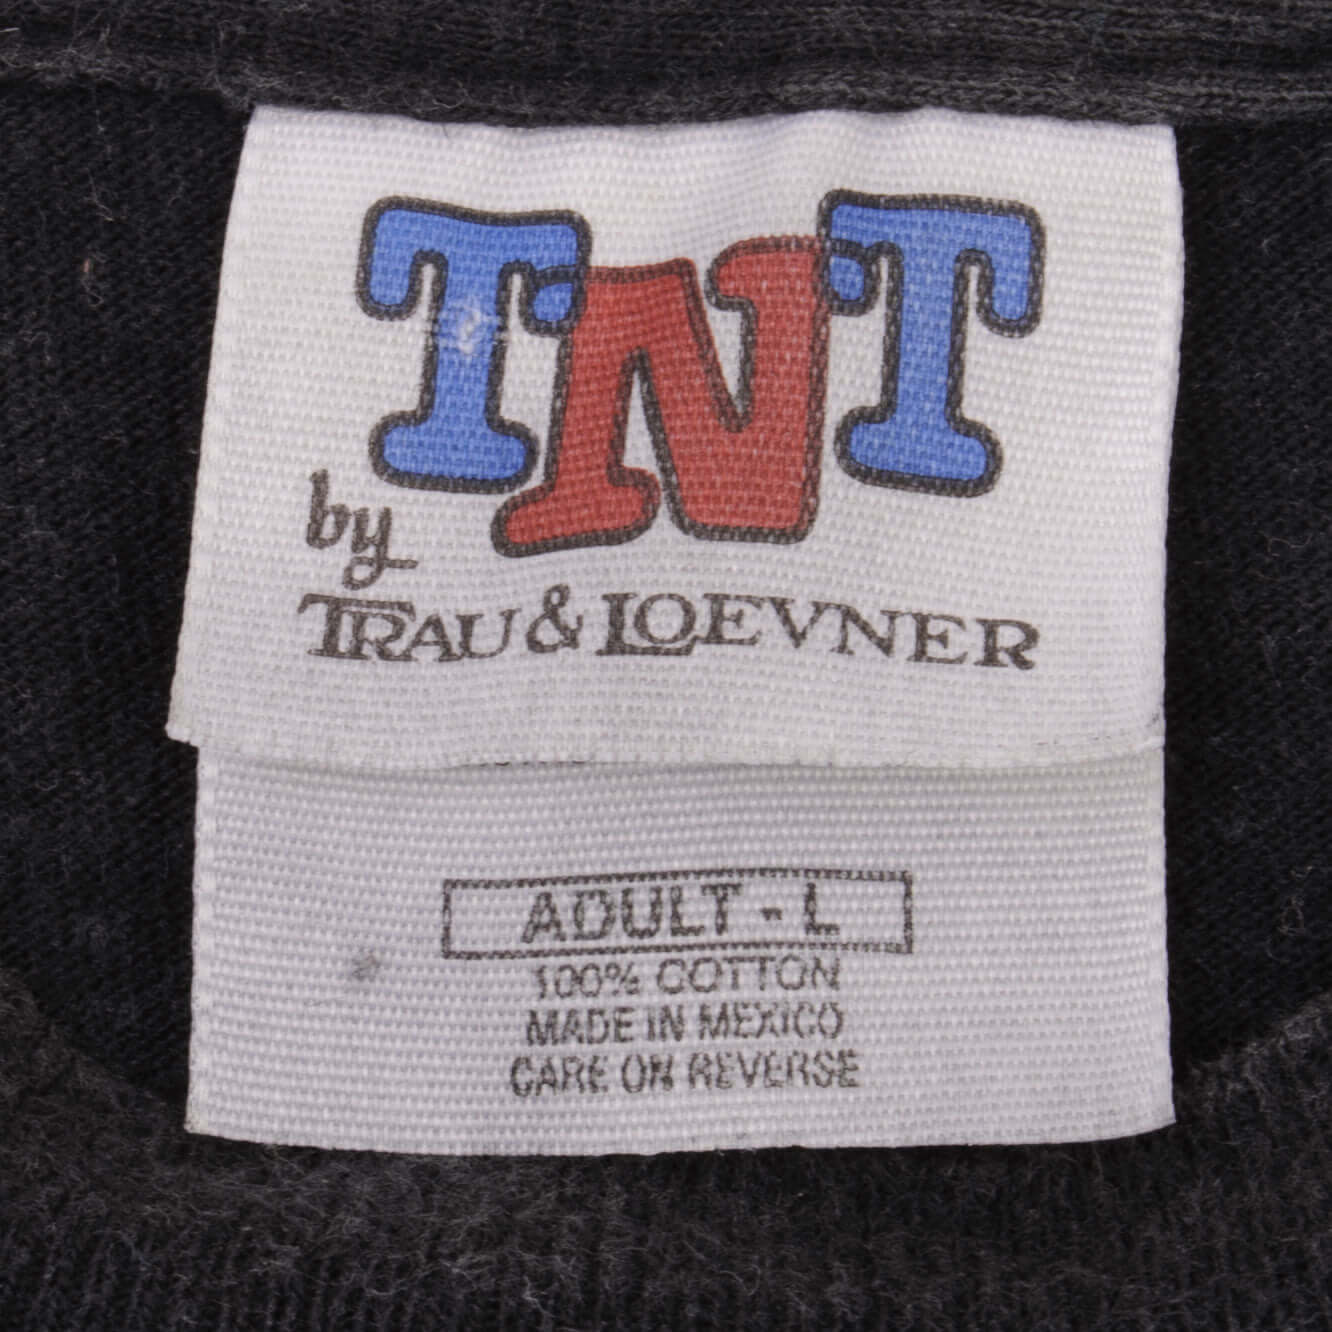 TNT
by
TRAU & LOEVNER
ADULT - L
100% COTTON
MADE IN MEXICO
CARE ON REVERSE